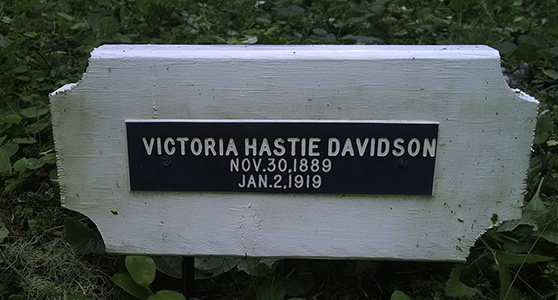 VICTORIA HASTIE DAVIDSON
NOV.30,1889
JAN.2,1919